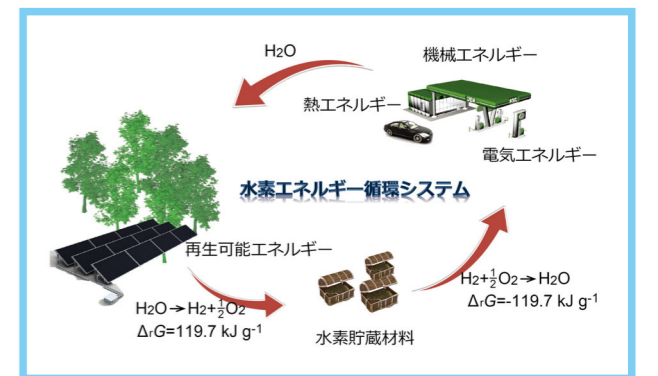 H2O
機械エネルギー
熱エネルギー
電気エネルギー
水素エネルギー循環システム
再生可能エネルギー
H2O→H2+½O2
ΔrG=119.7 kJ g-1
水素貯蔵材料
H2+½O2→H2O
ΔrG=-119.7 kJ g-1